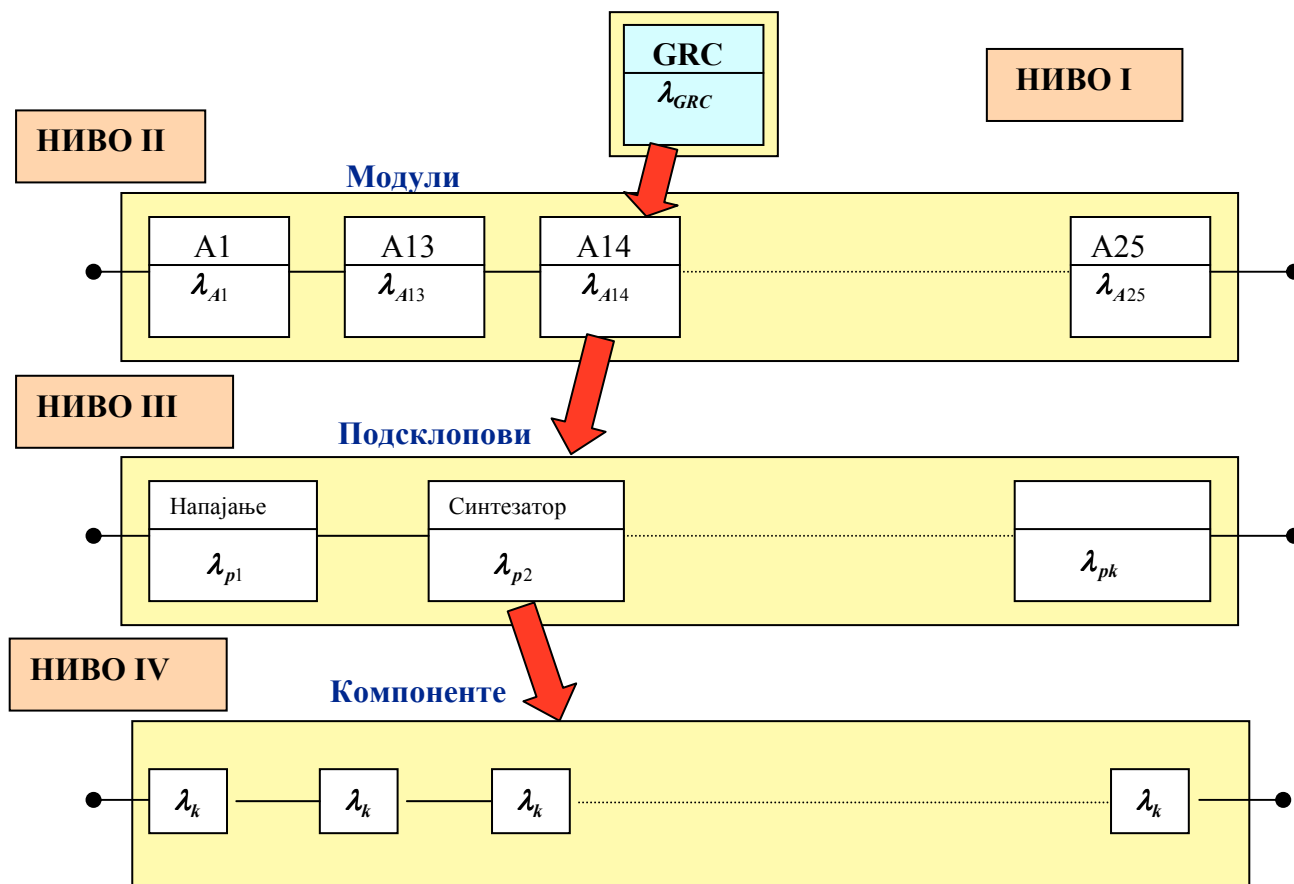 GRC
λGRC
НИВО I
НИВО II
Модули
A1
λA1
A13
λA13
A14
λA14
A25
λA25
НИВО III
Подсклопови
Напајање
λp1
Синтезатор
λp2
λpk
НИВО IV
Компоненте
λk
λk
λk
λk